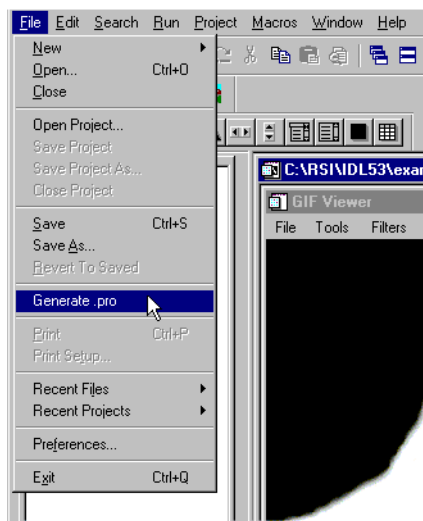 File Edit Search Run Project Macros Window Help
New
Open... Ctrl+O
Close
Open Project...
Save Project
Save Project As...
Close Project
Save Ctrl+S
Save As...
Revert To Saved
Generate .pro
Print Ctrl+P
Print Setup...
Recent Files
Recent Projects
Preferences...
Exit Ctrl+Q
C:\RSI\IDL53\exam
GIF Viewer
File Tools Filters